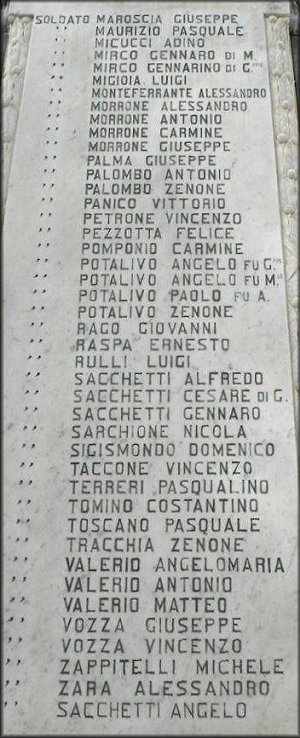 SOLDATO MAROSCIA GIUSEPPE
" MAURIZIO PASQUALE
" MICUCCI ADINO
" MIRCO GENNARO DI M.
" MIRCO GENNARINO DI G.
" MIGIOIA LUIGI
" MONTEFERRANTE ALESSANDRO
" MORRONE ALESSANDRO
" MORRONE ANTONIO
" MORRONE CARMINE
" MORRONE GIUSEPPE
" PALMA GIUSEPPE
" PALOMBO ANTONIO
" PALOMBO ZENONE
" PANICO VITTORIO
" PETRONE VINCENZO
" PEZZOTTA FELICE
" POMPONIO CARMINE
" POTALIVO ANGELO FU G.
" POTALIVO ANGELO FU M.
" POTALIVO PAOLO FU A.
" POTALIVO ZENONE
" RAGO GIOVANNI
" RASPA ERNESTO
" RULLI LUIGI
" SACCHETTI ALFREDO
" SACCHETTI CESARE DI G.
" SACCHETTI GENNARO
" SARCHIONE NICOLA
" SIGISMONDO DOMENICO
" TACCONE VINCENZO
" TERRERI PASQUALINO
" TOMINO COSTANTINO
" TOSCANO PASQUALE
" TRACCHIA ZENONE
" VALERIO ANGELOMARIA
" VALERIO ANTONIO
" VALERIO MATTEO
" VOZZA GIUSEPPE
" VOZZA VINCENZO
" ZAPPITELLI MICHELE
" ZARA ALESSANDRO
" SACCHETTI ANGELO